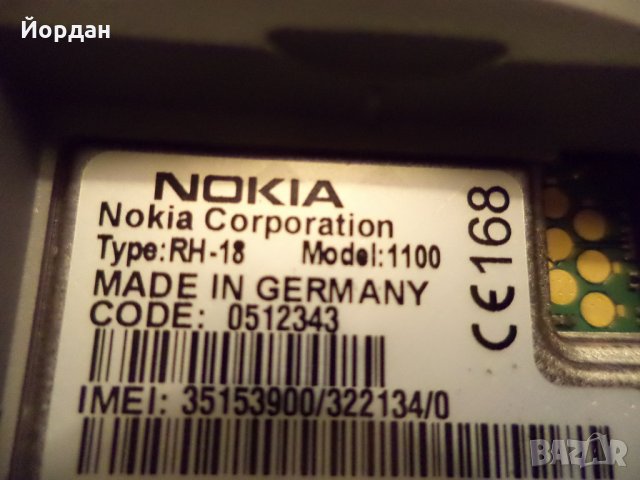 Йордан
NOKIA
Nokia Corporation
Type:RH-18 Model:1100
MADE IN GERMANY
CODE: 0512343
IMEI: 35153900/322134/0
CE168
BAZAR